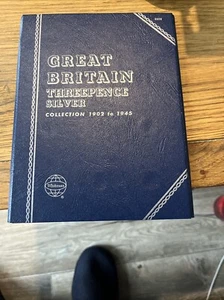 GREAT
BRITAIN
THREEPENCE
SILVER
COLLECTION 1902 to 1945
Whitman